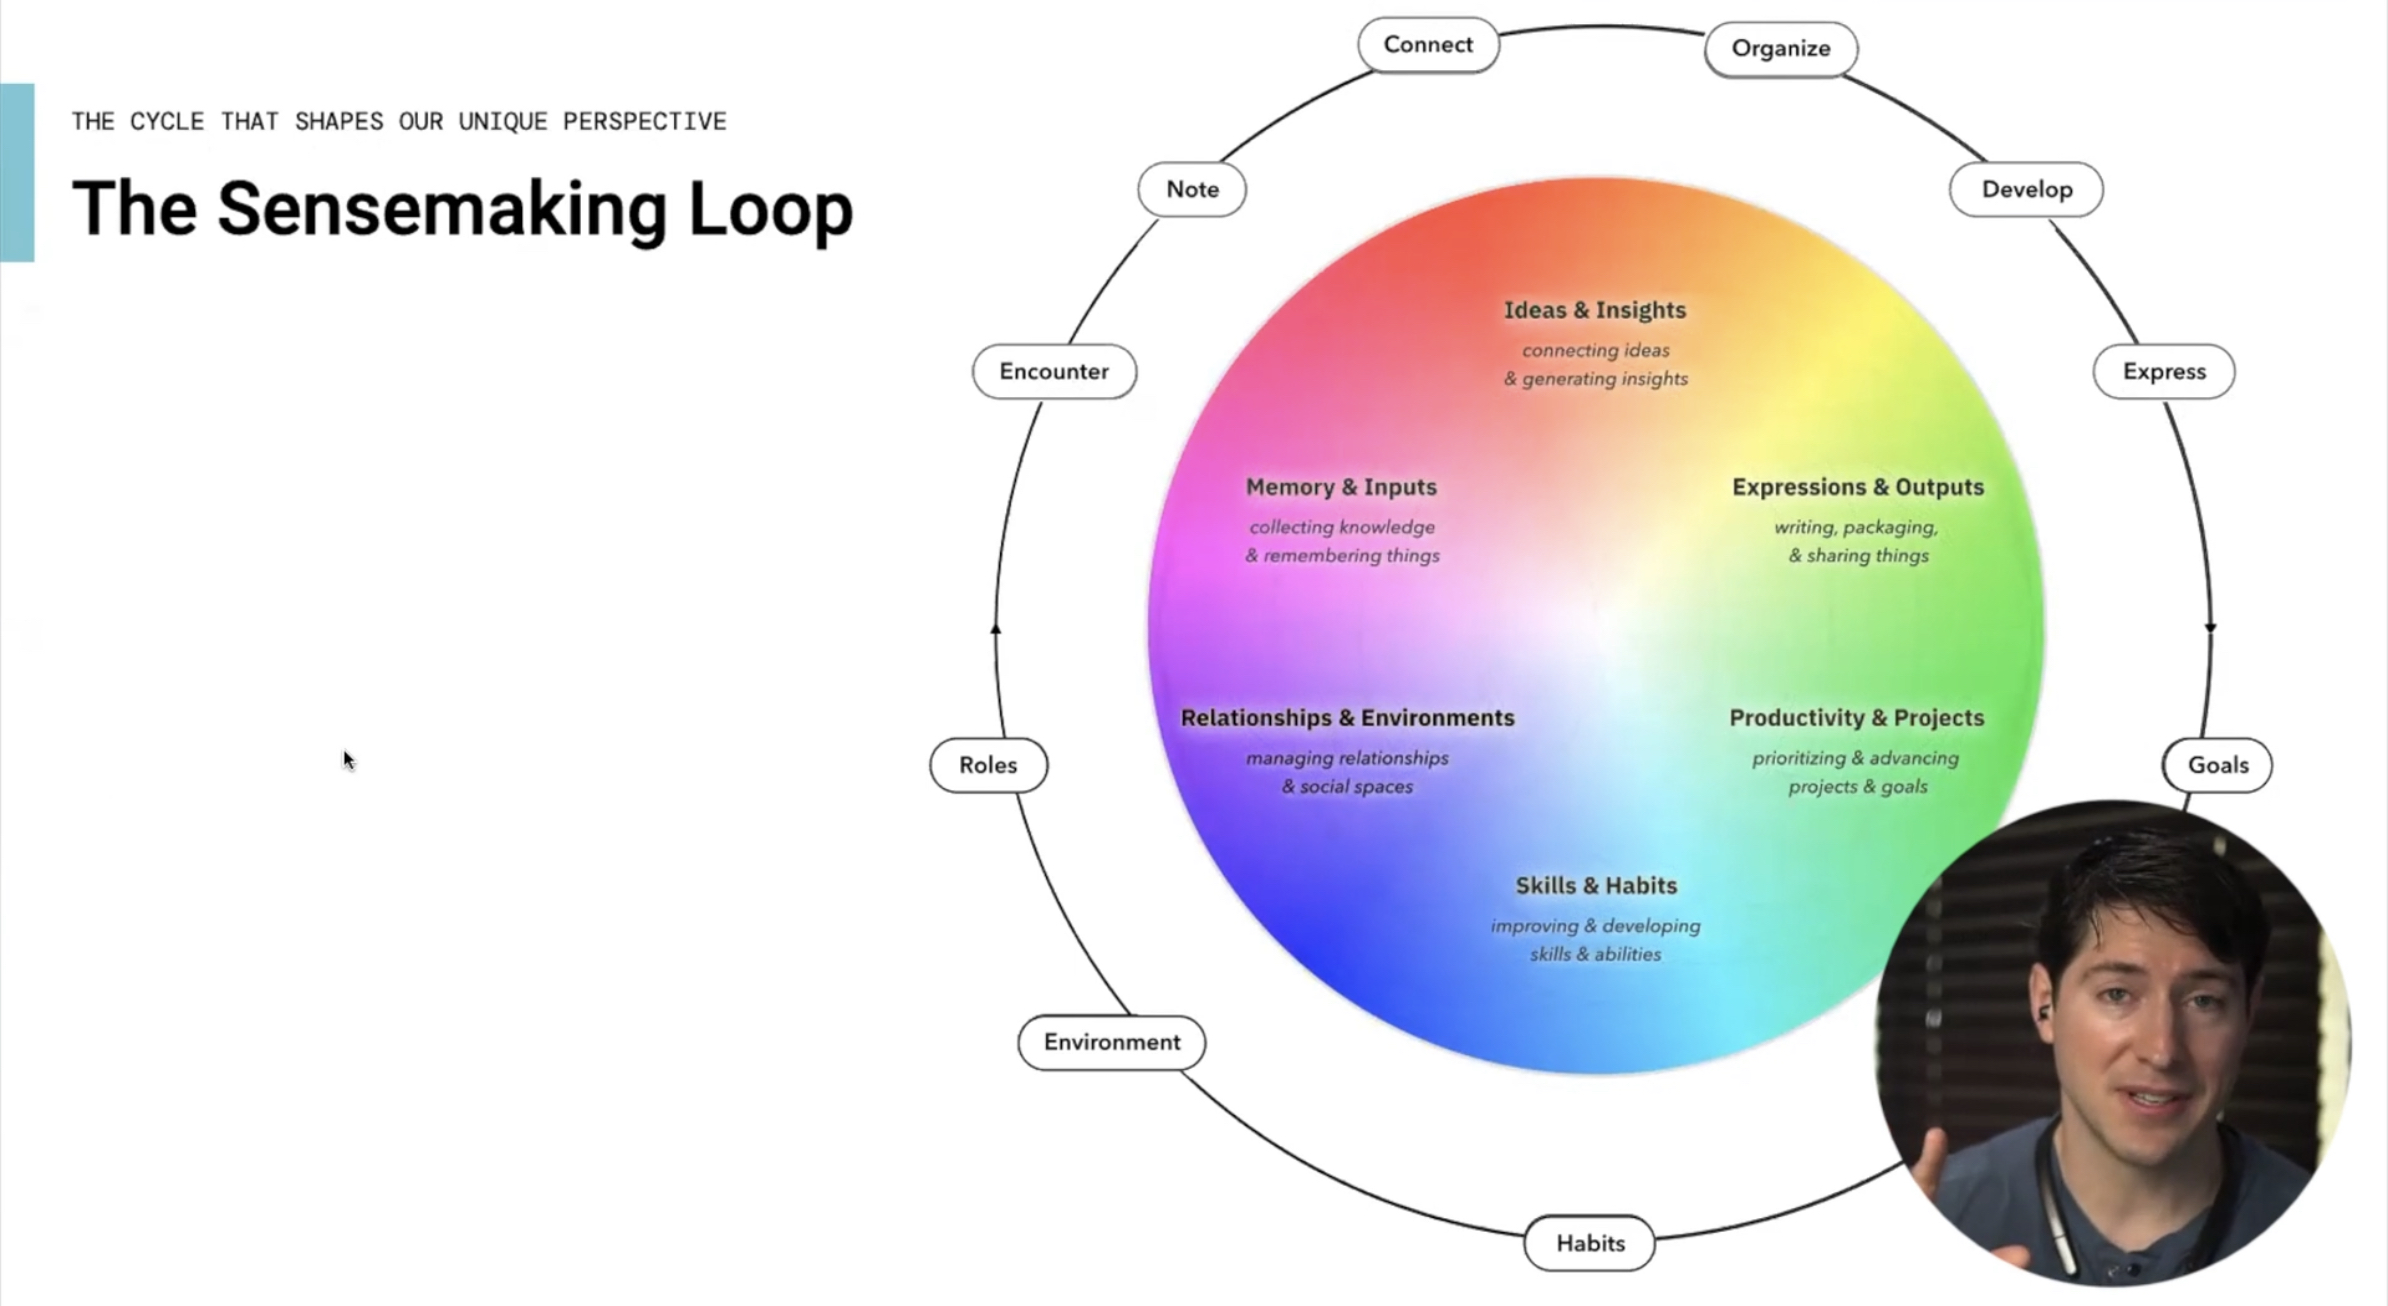 THE CYCLE THAT SHAPES OUR UNIQUE PERSPECTIVE
The Sensemaking Loop
Connect
Organize
Note
Develop
Encounter
Express
Ideas & Insights
connecting ideas
& generating insights
Memory & Inputs
collecting knowledge
& remembering things
Expressions & Outputs
writing, packaging,
& sharing things
Relationships & Environments
managing relationships
& social spaces
Productivity & Projects
prioritizing & advancing
projects & goals
Roles
Goals
Skills & Habits
improving & developing
skills & abilities
Environment
Habits